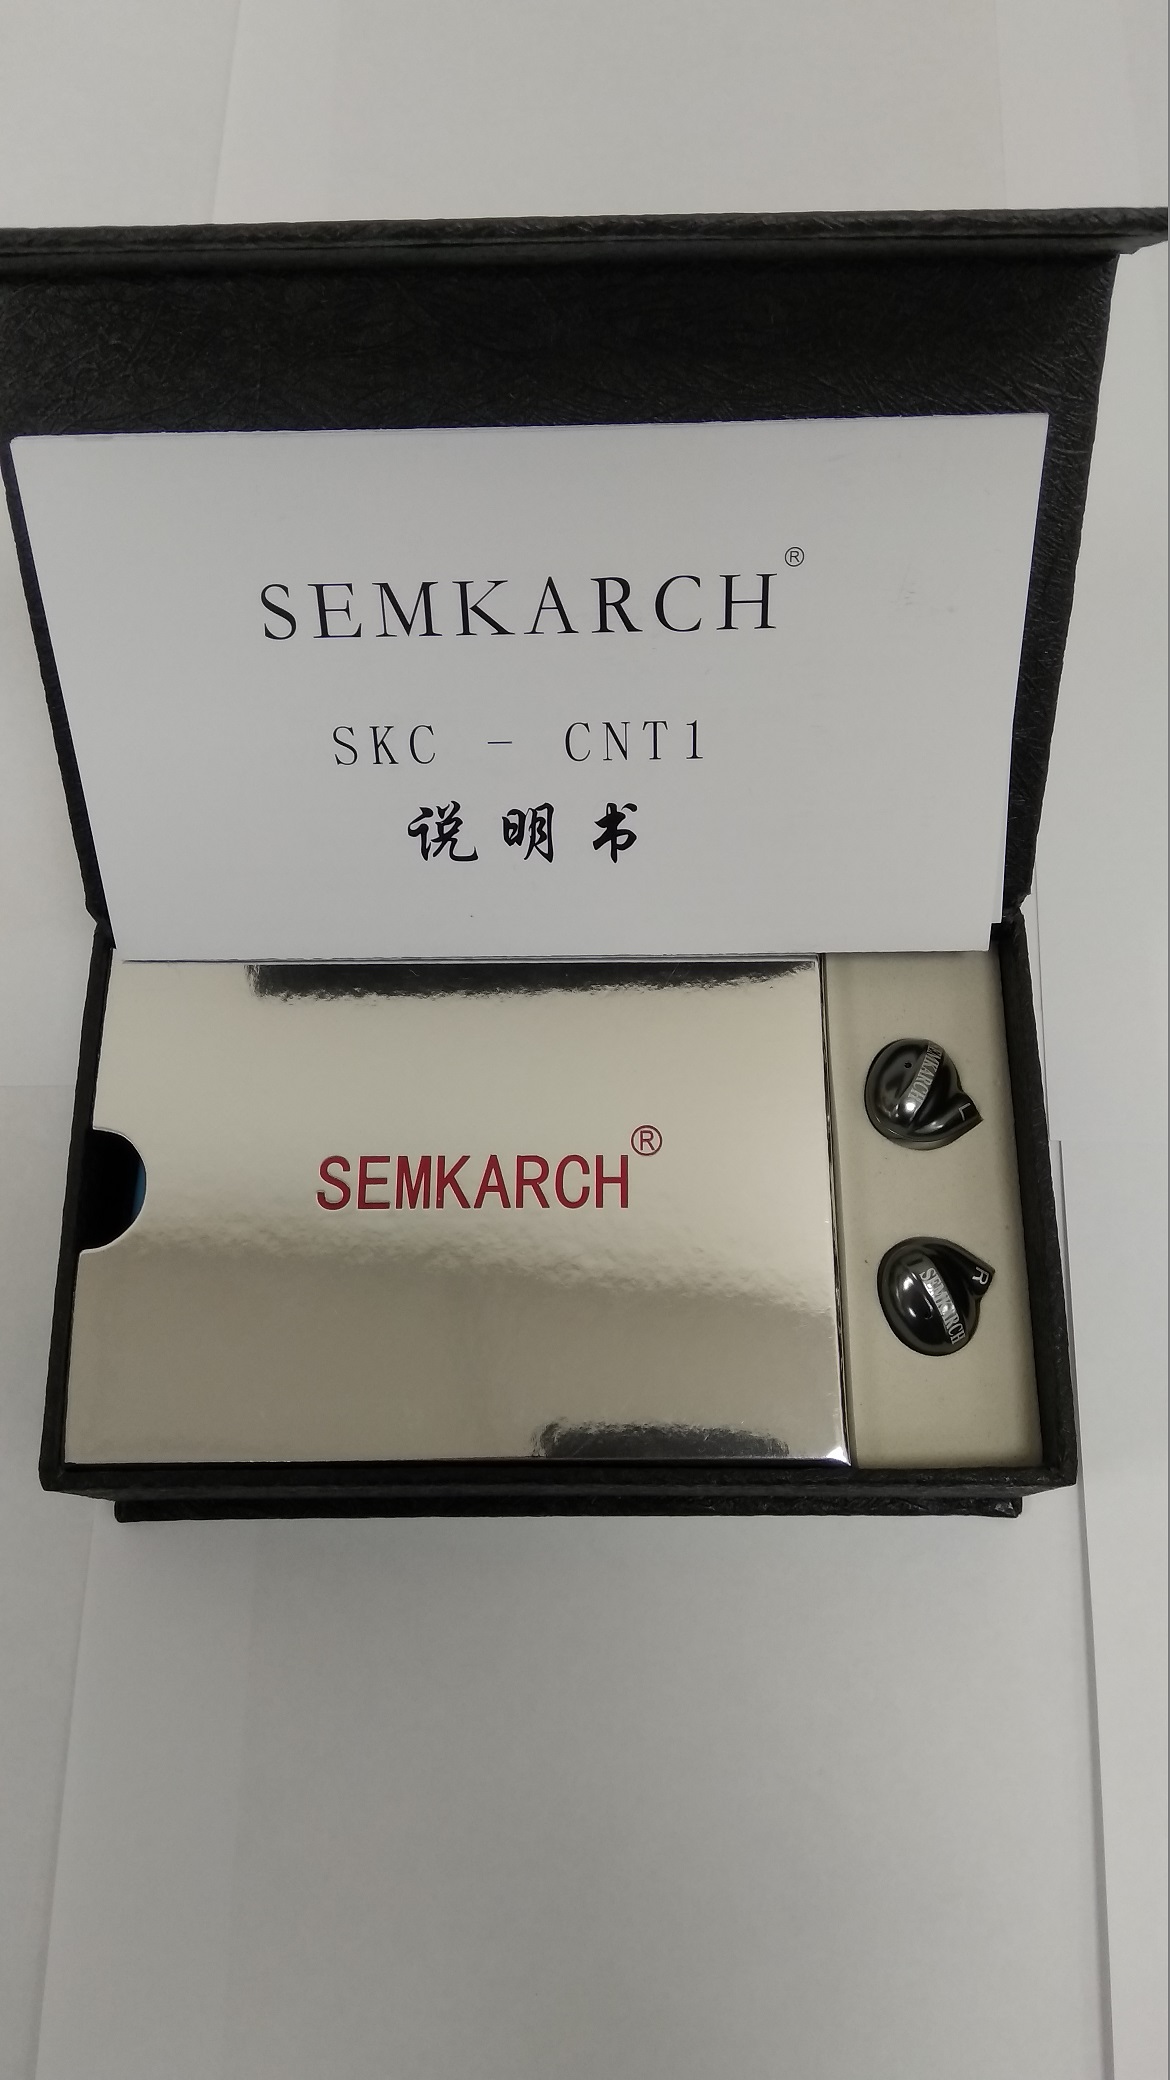 SEMKARCH®
SKC - CNT1
说明书
SEMKARCH®
SEMKARCH
L
SEMKARCH
R